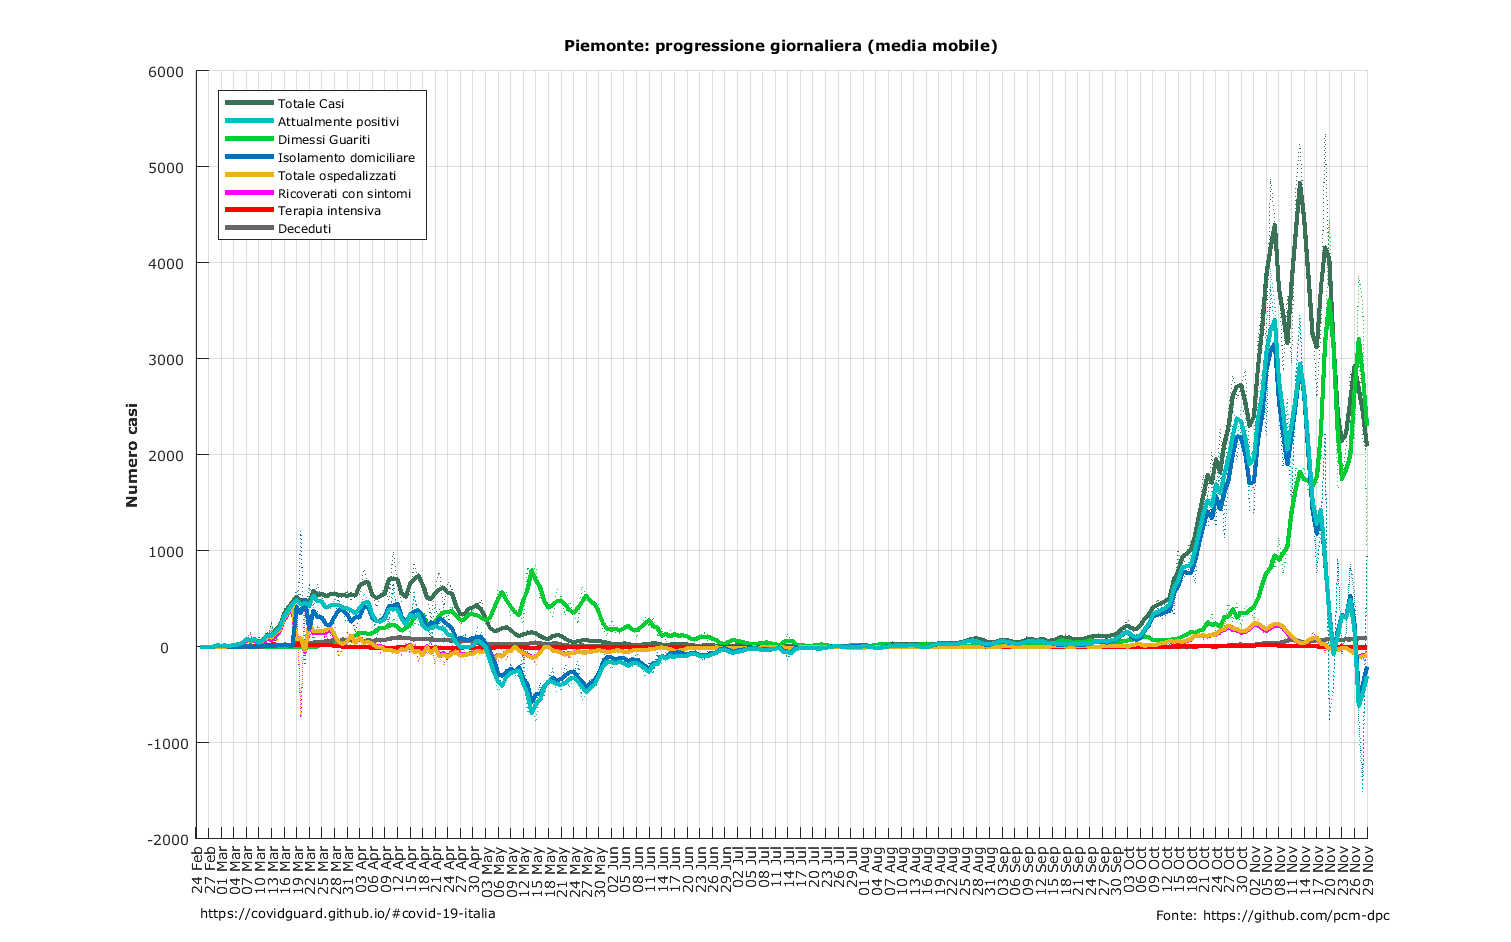 Piemonte: progressione giornaliera (media mobile)
6000
5000
4000
3000
2000
1000
0
-1000
-2000
Numero casi
Totale Casi
Attualmente positivi
Dimessi Guariti
Isolamento domiciliare
Totale ospedalizzati
Ricoverati con sintomi
Terapia intensiva
Deceduti
24 Feb
27 Feb
01 Mar
04 Mar
07 Mar
10 Mar
13 Mar
16 Mar
19 Mar
22 Mar
25 Mar
28 Mar
31 Mar
03 Apr
06 Apr
09 Apr
12 Apr
15 Apr
18 Apr
21 Apr
24 Apr
27 Apr
30 Apr
03 May
06 May
09 May
12 May
15 May
18 May
21 May
24 May
27 May
30 May
02 Jun
05 Jun
08 Jun
11 Jun
14 Jun
17 Jun
20 Jun
23 Jun
26 Jun
29 Jun
02 Jul
05 Jul
08 Jul
11 Jul
14 Jul
17 Jul
20 Jul
23 Jul
26 Jul
29 Jul
01 Aug
04 Aug
07 Aug
10 Aug
13 Aug
16 Aug
19 Aug
22 Aug
25 Aug
28 Aug
31 Aug
03 Sep
06 Sep
09 Sep
12 Sep
15 Sep
18 Sep
21 Sep
24 Sep
27 Sep
30 Sep
03 Oct
06 Oct
09 Oct
12 Oct
15 Oct
18 Oct
21 Oct
24 Oct
27 Oct
30 Oct
02 Nov
05 Nov
08 Nov
11 Nov
14 Nov
17 Nov
20 Nov
23 Nov
26 Nov
29 Nov
https://covidguard.github.io/#covid-19-italia
Fonte: https://github.com/pcm-dpc